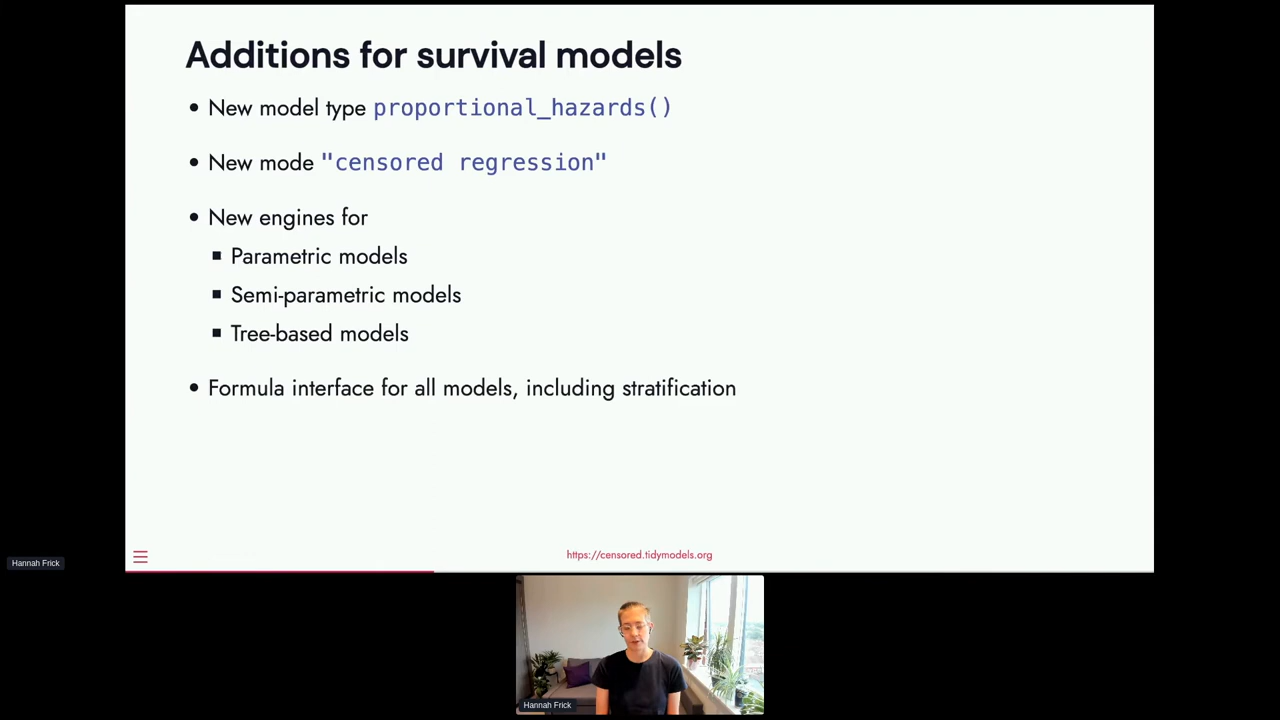 Additions for survival models
• New model type proportional_hazards()
• New mode "censored regression"
• New engines for
▪ Parametric models
▪ Semi-parametric models
▪ Tree-based models
• Formula interface for all models, including stratification
https://censored.tidymodels.org
Hannah Frick
Hannah Frick